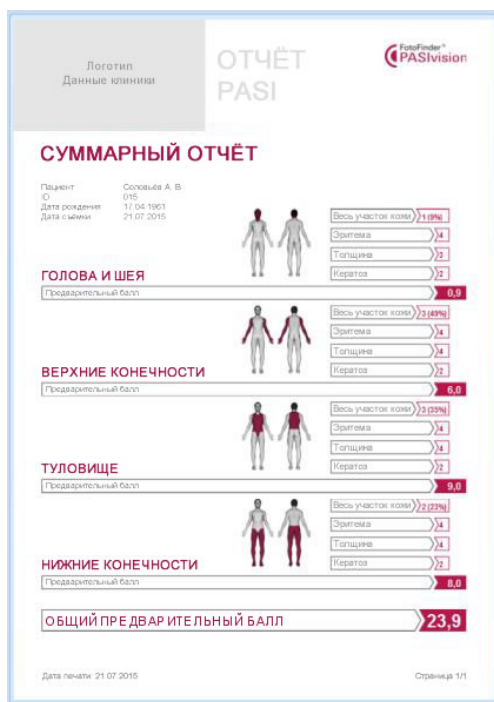 Логотип
Данные клиники
ОТЧЁТ
PASI
FotoFinder®
PASIvision
СУММАРНЫЙ ОТЧЁТ
Пациент Соловьёв А. В.
ID 015
Дата рождения 17.04.1961
Дата съёмки 21.07.2015
Весь участок кожи 1 (9%)
Эритема 4
Толщина 3
Кератоз 2
ГОЛОВА И ШЕЯ
Предварительный балл 0,9
Весь участок кожи 3 (49%)
Эритема 4
Толщина 4
Кератоз 2
ВЕРХНИЕ КОНЕЧНОСТИ
Предварительный балл 6,0
Весь участок кожи 3 (35%)
Эритема 4
Толщина 4
Кератоз 2
ТУЛОВИЩЕ
Предварительный балл 9,0
Весь участок кожи 2 (23%)
Эритема 4
Толщина 4
Кератоз 2
НИЖНИЕ КОНЕЧНОСТИ
Предварительный балл 8,0
ОБЩИЙ ПРЕДВАРИТЕЛЬНЫЙ БАЛЛ 23,9
Дата печати 21.07.2015 Страница 1/1